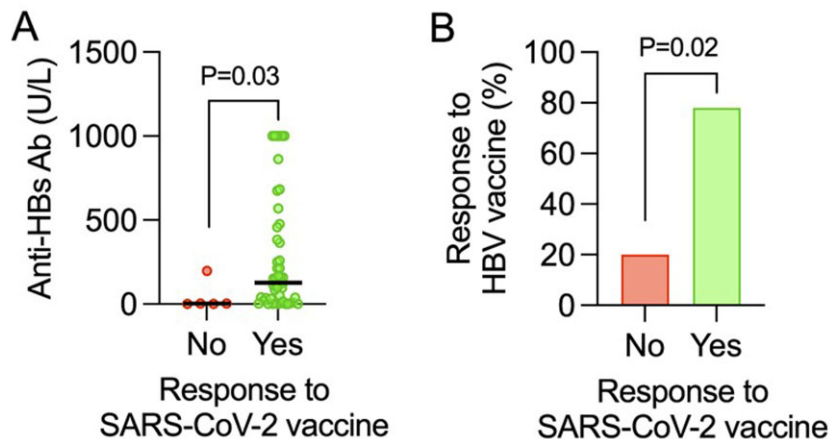 A
Anti-HBs Ab (U/L)
1500
1000
500
0
P=0.03
No Yes
Response to
SARS-CoV-2 vaccine
B
Response to
HBV vaccine (%)
100
80
60
40
20
0
P=0.02
No Yes
Response to
SARS-CoV-2 vaccine